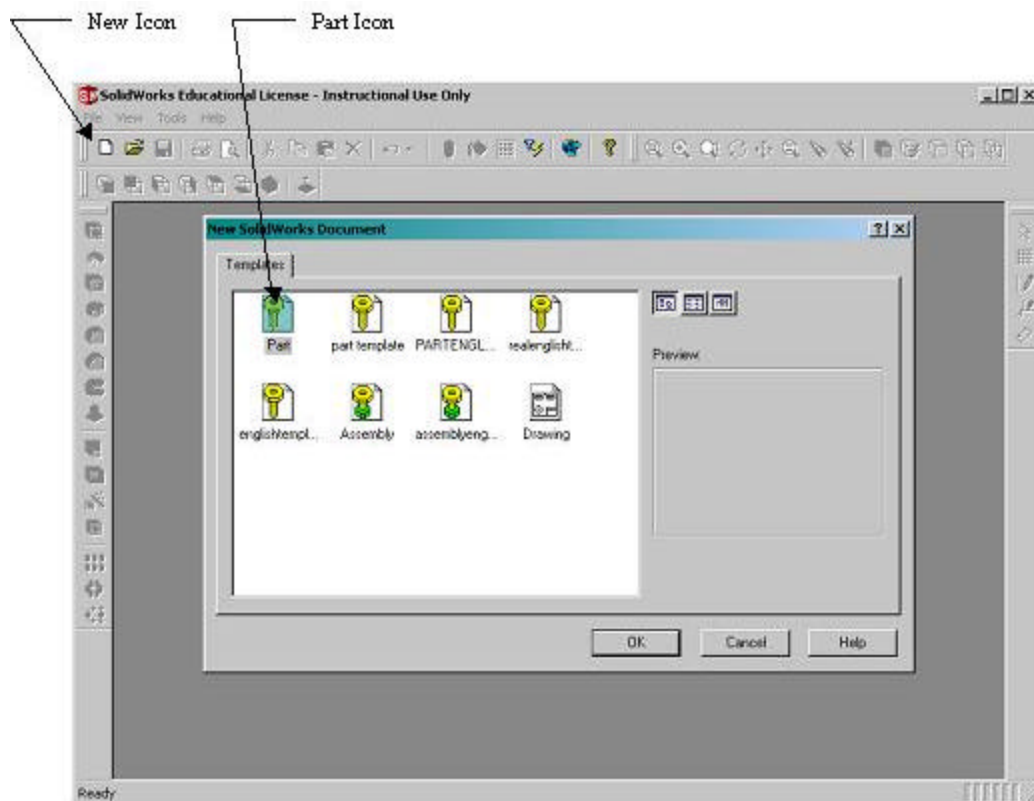 New Icon
Part Icon
SolidWorks Educational License - Instructional Use Only
File View Tools Help
New SolidWorks Document
Templates
Part
part template
PARTENGL...
realenglisht...
Preview
englishtempl...
Assembly
assemblyeng...
Drawing
OK
Cancel
Help
Ready